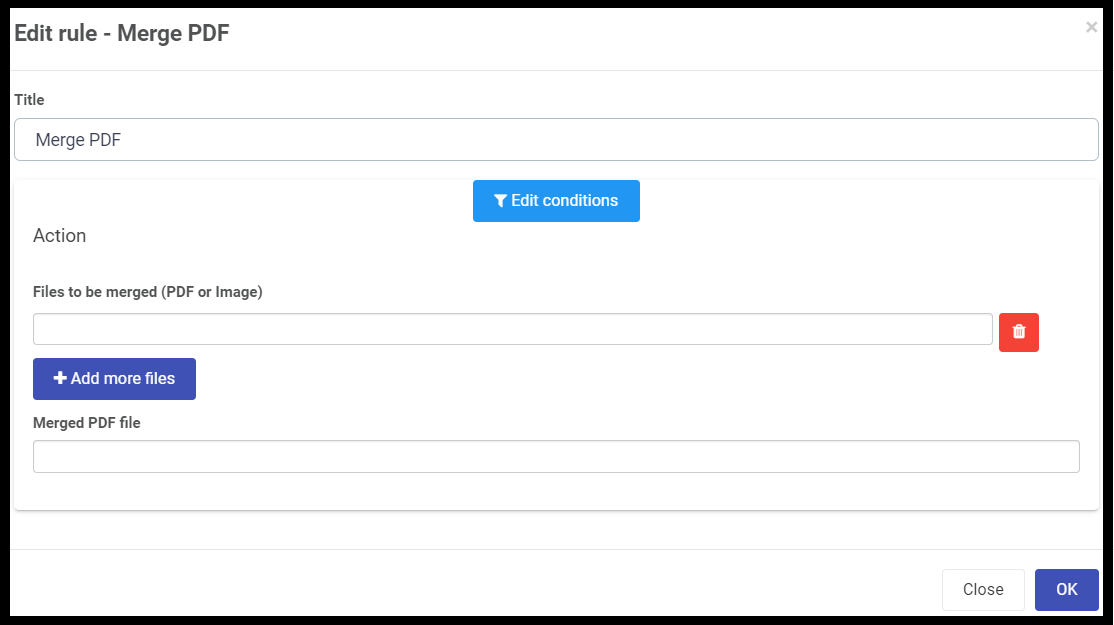 Edit rule - Merge PDF
×
Title
Merge PDF
Edit conditions
Action
Files to be merged (PDF or Image)
Add more files
Merged PDF file
Close
OK